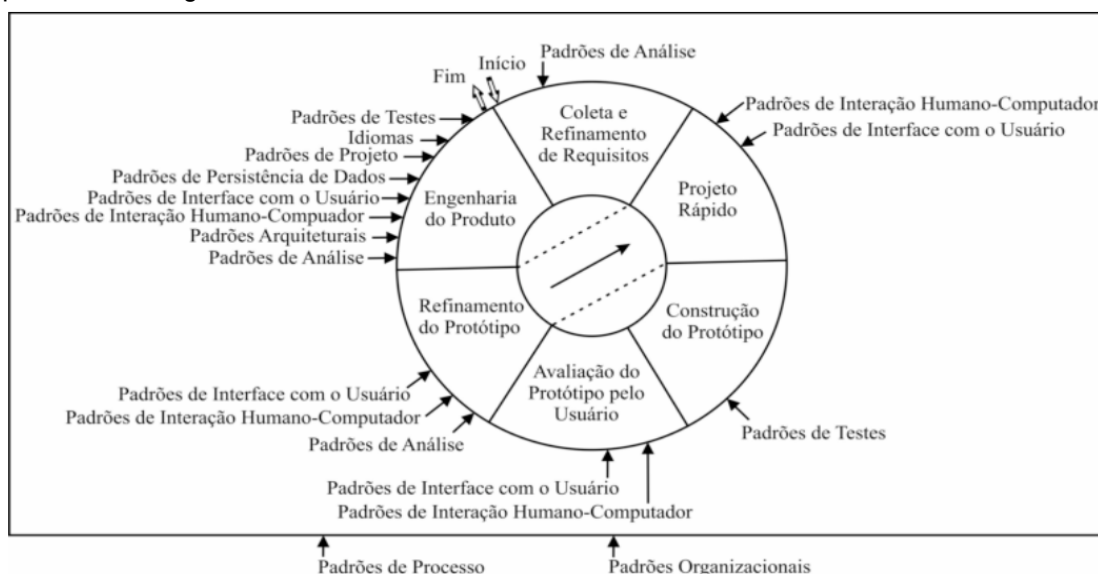 Padrões de Análise
Início
Fim
Padrões de Testes
Idiomas
Padrões de Projeto
Padrões de Persistência de Dados
Padrões de Interface com o Usuário
Padrões de Interação Humano-Compuador
Padrões Arquiteturais
Padrões de Análise
Coleta e
Refinamento
de Requisitos
Padrões de Interação Humano-Computador
Padrões de Interface com o Usuário
Projeto
Rápido
Engenharia
do Produto
Refinamento
do Protótipo
Construção
do Protótipo
Avaliação do
Protótipo pelo
Usuário
Padrões de Interface com o Usuário
Padrões de Interação Humano-Computador
Padrões de Análise
Padrões de Testes
Padrões de Interface com o Usuário
Padrões de Interação Humano-Computador
Padrões de Processo
Padrões Organizacionais